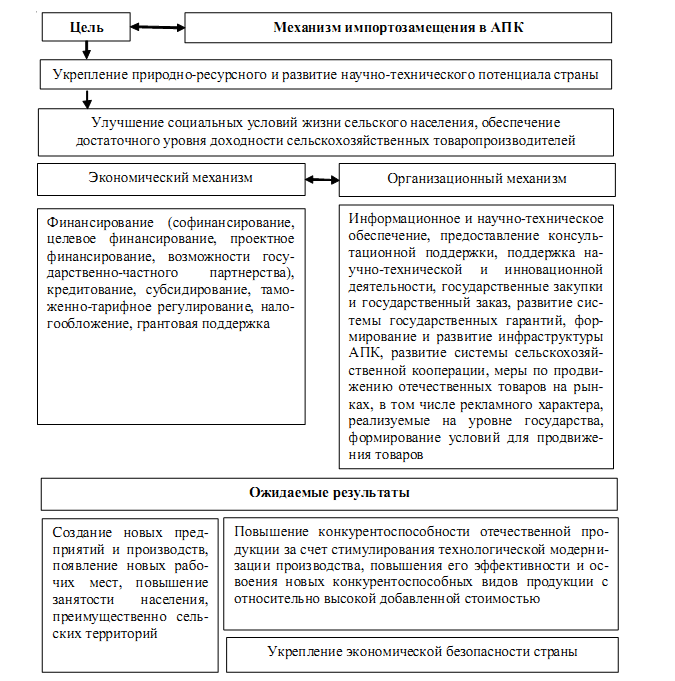 Цель
Механизм импортозамещения в АПК
Укрепление природно-ресурсного и развитие научно-технического потенциала страны
Улучшение социальных условий жизни сельского населения, обеспечение
достаточного уровня доходности сельскохозяйственных товаропроизводителей
Экономический механизм
Организационный механизм
Финансирование (софинансирование,
целевое финансирование, проектное
финансирование, возможности госу-
дарственно-частного партнерства),
кредитование, субсидирование, тамо-
женно-тарифное регулирование, нало-
гообложение, грантовая поддержка
Информационное и научно-техническое
обеспечение, предоставление консуль-
тационной поддержки, поддержка на-
учно-технической и инновационной
деятельности, государственные закупки
и государственный заказ, развитие сис-
темы государственных гарантий, фор-
мирование и развитие инфраструктуры
АПК, развитие системы сельскохозяй-
ственной кооперации, меры по продви-
жению отечественных товаров на рын-
ках, в том числе рекламного характера,
реализуемые на уровне государства,
формирование условий для продвиже-
ния товаров
Ожидаемые результаты
Создание новых пред-
приятий и производств,
появление новых рабо-
чих мест, повышение
занятости населения,
преимущественно сель-
ских территорий
Повышение конкурентоспособности отечественной про-
дукции за счет стимулирования технологической модерни-
зации производства, повышения его эффективности и ос-
воения новых конкурентоспособных видов продукции с
относительно высокой добавленной стоимостью
Укрепление экономической безопасности страны